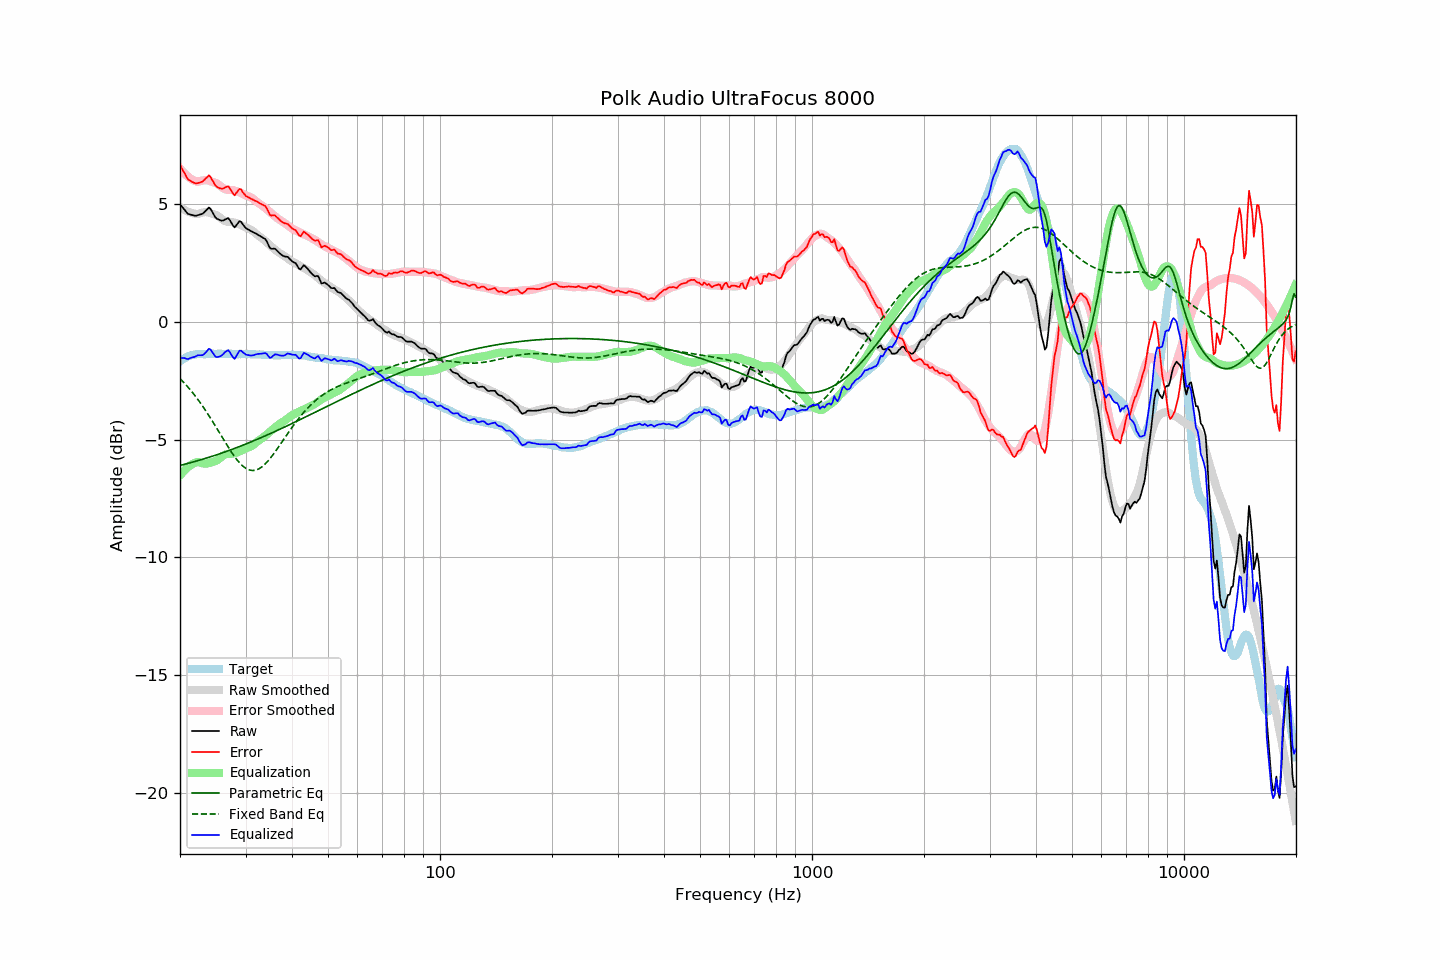 Polk Audio UltraFocus 8000
5
0
−5
−10
−15
−20
Amplitude (dBr)
Target
Raw Smoothed
Error Smoothed
Raw
Error
Equalization
Parametric Eq
Fixed Band Eq
Equalized
100
1000
10000
Frequency (Hz)